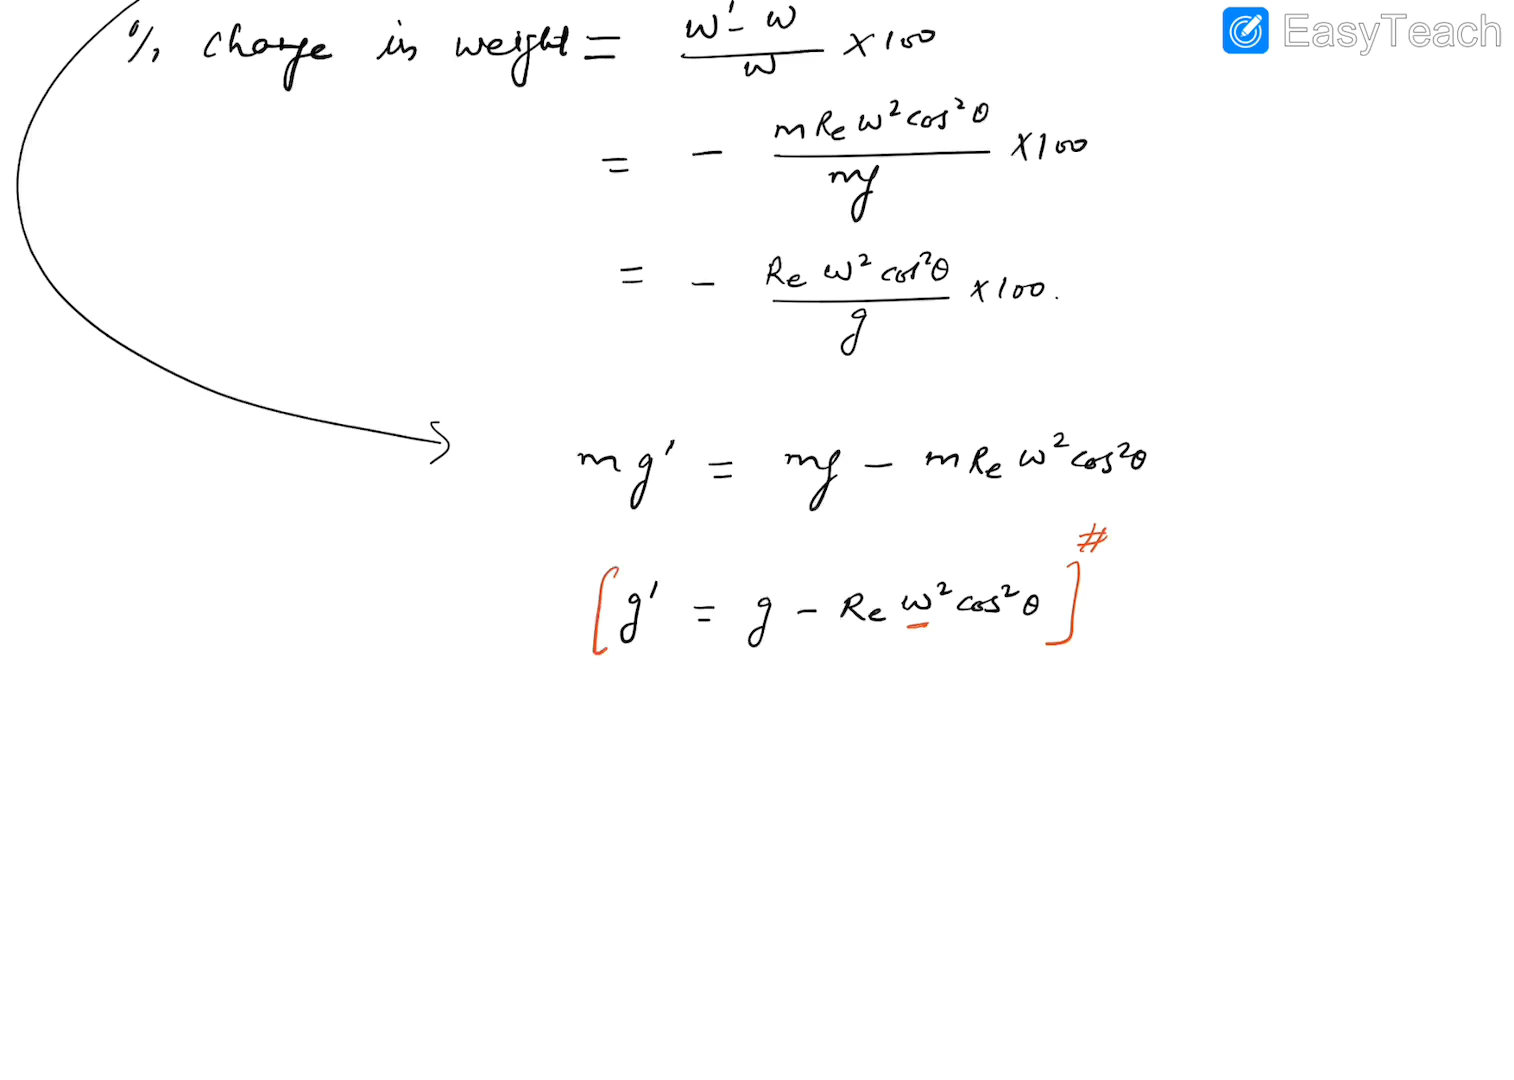 EasyTeach
% change in weight = (w' - w)/w × 100
= - (m Re ω² cos² θ)/(mg) × 100
= - (Re ω² cos² θ)/g × 100.
mg' = mg - m Re ω² cos² θ
#
[ g' = g - Re ω² cos² θ ]